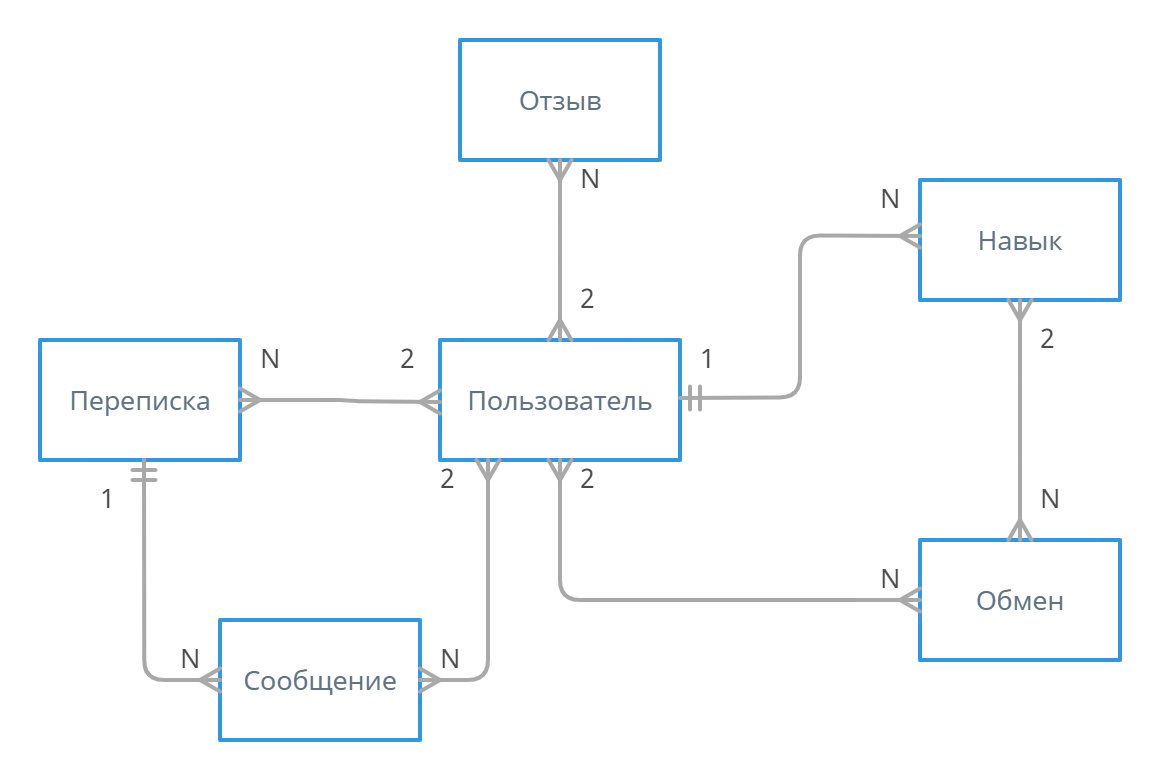 Отзыв
N
N
Навык
2
2
N
2
1
Переписка
Пользователь
2
2
1
N
N
Обмен
N
N
Сообщение